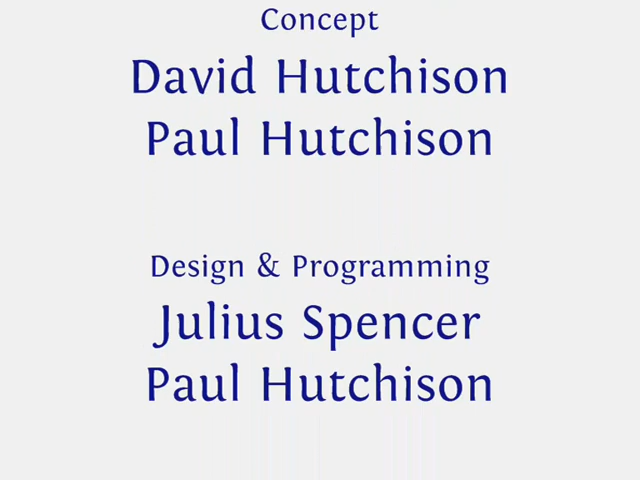 Concept
David Hutchison
Paul Hutchison
Design & Programming
Julius Spencer
Paul Hutchison